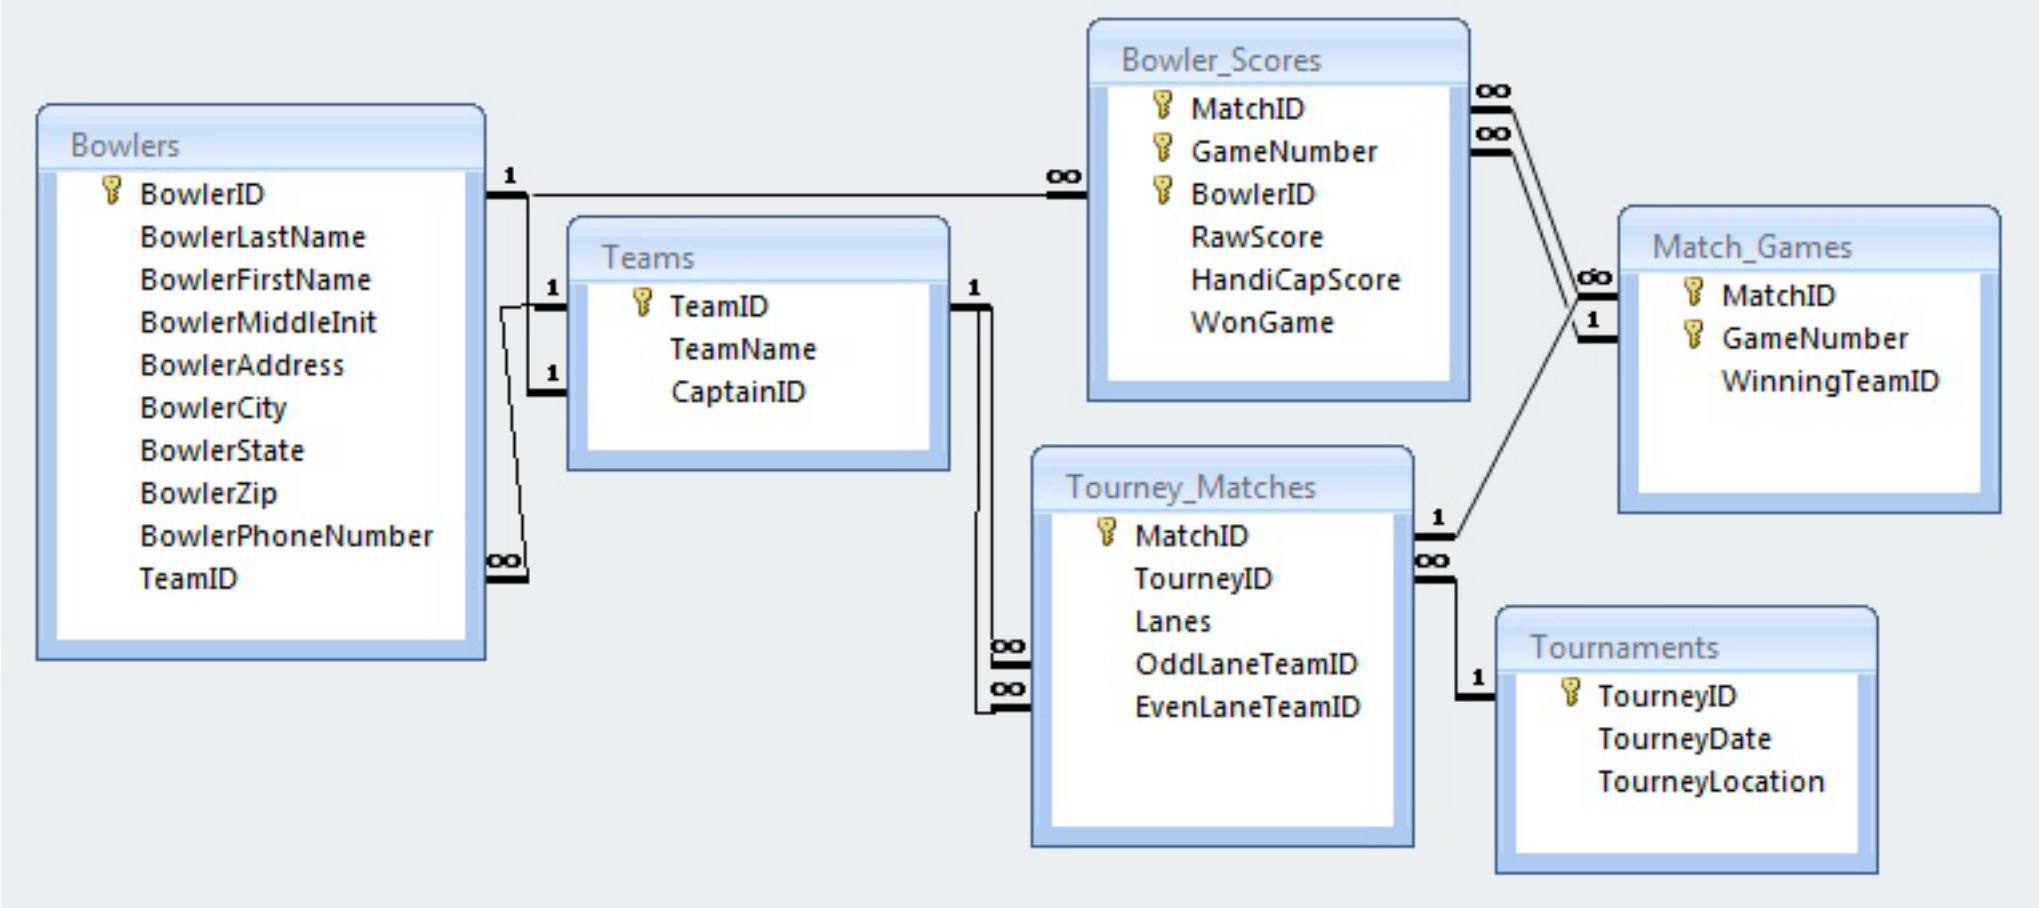 Bowlers
BowlerID
BowlerLastName
BowlerFirstName
BowlerMiddleInit
BowlerAddress
BowlerCity
BowlerState
BowlerZip
BowlerPhoneNumber
TeamID
1
∞
Teams
TeamID
TeamName
CaptainID
1
1
1
Bowler_Scores
MatchID
GameNumber
BowlerID
RawScore
HandiCapScore
WonGame
∞
∞
∞
Match_Games
MatchID
GameNumber
WinningTeamID
∞
1
Tourney_Matches
MatchID
TourneyID
Lanes
OddLaneTeamID
EvenLaneTeamID
1
∞
∞
∞
Tournaments
TourneyID
TourneyDate
TourneyLocation
1